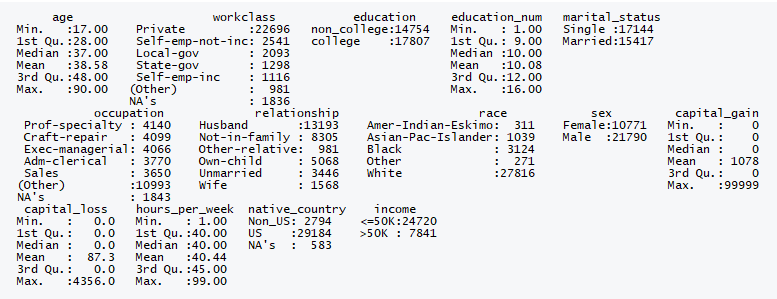 age                     workclass           education      education_num    marital_status
Min.   :17.00   Private         :22696   non_college:14754   Min.   : 1.00   Single :17144
1st Qu.:28.00   Self-emp-not-inc: 2541   college    :17807   1st Qu.: 9.00   Married:15417
Median :37.00   Local-gov       : 2093                       Median :10.00
Mean   :38.58   State-gov       : 1298                       Mean   :10.08
3rd Qu.:48.00   Self-emp-inc    : 1116                       3rd Qu.:12.00
Max.   :90.00   (Other)         :  981                       Max.   :16.00
                NA's            : 1836
           occupation           relationship                   race           sex         capital_gain
 Prof-specialty : 4140   Husband       :13193   Amer-Indian-Eskimo:  311   Female:10771   Min.   :    0
 Craft-repair   : 4099   Not-in-family : 8305   Asian-Pac-Islander: 1039   Male  :21790   1st Qu.:    0
 Exec-managerial: 4066   Other-relative:  981   Black             : 3124                  Median :    0
 Adm-clerical   : 3770   Own-child     : 5068   Other             :  271                  Mean   : 1078
 Sales          : 3650   Unmarried     : 3446   White             :27816                  3rd Qu.:    0
(Other)         :10993   Wife          : 1568                                             Max.   :99999
NA's            : 1843
 capital_loss     hours_per_week   native_country     income
Min.   :   0.0   Min.   : 1.00   Non_US: 2794   <=50K:24720
1st Qu.:   0.0   1st Qu.:40.00   US    :29184   >50K : 7841
Median :   0.0   Median :40.00   NA's  :  583
Mean   :  87.3   Mean   :40.44
3rd Qu.:   0.0   3rd Qu.:45.00
Max.   :4356.0   Max.   :99.00